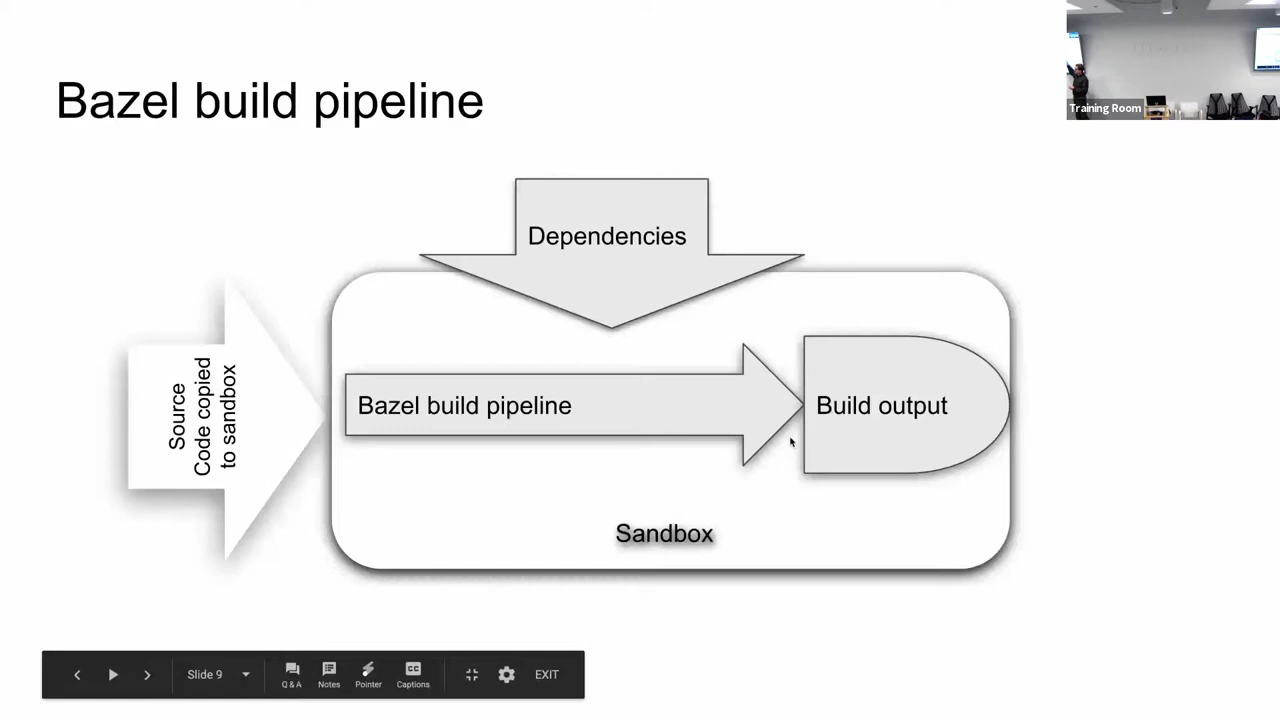 Bazel build pipeline
Training Room
Dependencies
Source
Code copied
to sandbox
Bazel build pipeline
Build output
Sandbox
Slide 9
Q & A
Notes
Pointer
CC
Captions
EXIT